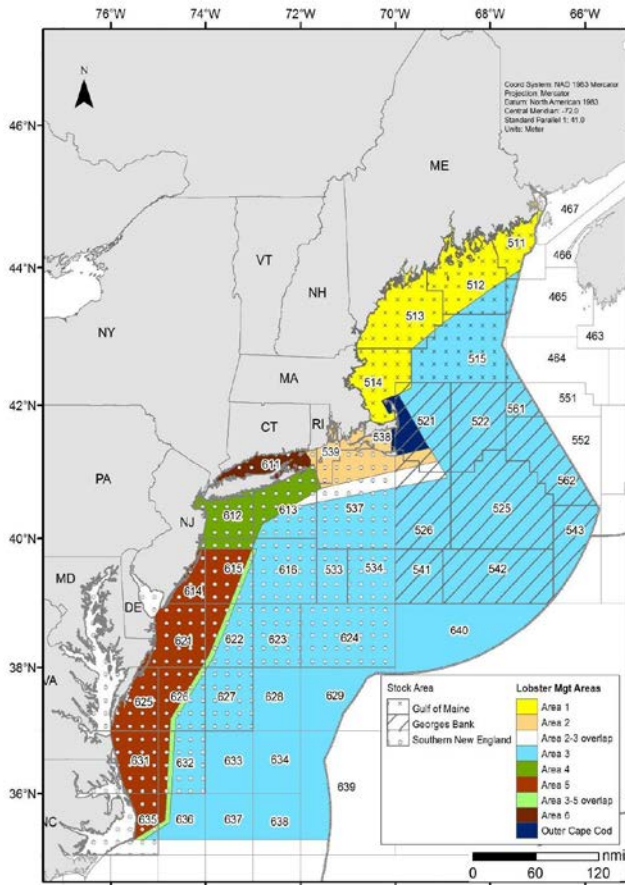 76°W 74°W 72°W 70°W 68°W 66°W
N
Coord System: NAD 1983 Mercator
Projection: Mercator
Datum: North American 1983
Central Meridian: -72.0
Standard Parallel 1: 41.0
Units: Meter
46°N
ME
467
511
466
VT
44°N
512
465
NH
513
NY
463
515
464
MA
514
551
42°N
521
522
561
CT
RI
538
552
539
611
PA
562
613
525
612
537
NJ
526
543
40°N
615
616
533
534
541
542
MD
614
DE
621
622
623
624
640
38°N
VA
625
626
627
628
629
631
632
633
634
639
36°N
635
636
637
638
NC
Stock Area
Gulf of Maine
Georges Bank
Southern New England
Lobster Mgt Areas
Area 1
Area 2
Area 2-3 overlap
Area 3
Area 4
Area 5
Area 3-5 overlap
Area 6
Outer Cape Cod
nmi
0 60 120